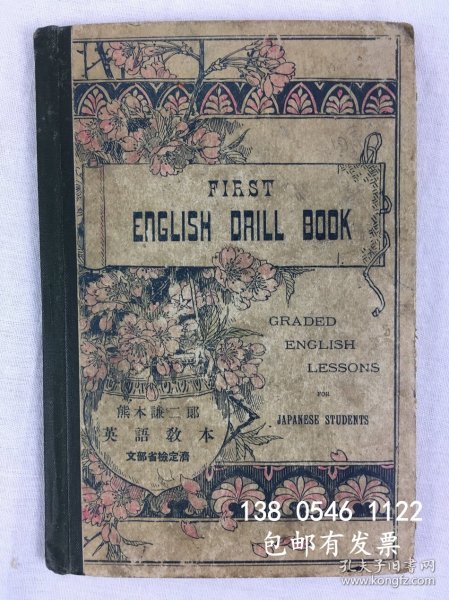 FIRST
ENGLISH DRILL BOOK
GRADED
ENGLISH
LESSONS
FOR
JAPANESE STUDENTS
熊本謙二郎
英語敎本
文部省檢定濟
138 0546 1122
包邮有发票
孔夫子旧书网
www.kongfz.com